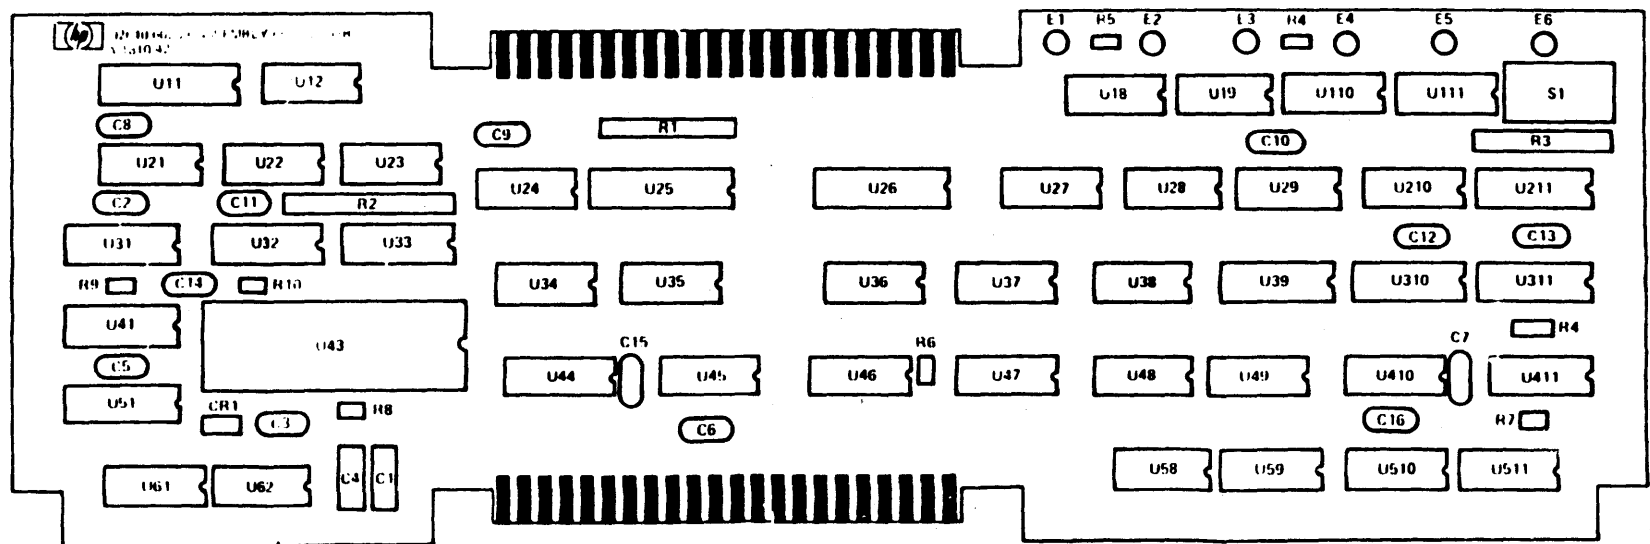 E1 R5 E2 E3 R4 E4 E5 E6
hp
U11 U12 U18 U19 U110 U111 S1
C8 C9 R1 C10 R3
U21 U22 U23 U24 U25 U26 U27 U28 U29 U210 U211
C2 C11 R2
U31 U32 U33 C12 C13
R9 C14 R10 U34 U35 U36 U37 U38 U39 U310 U311
U41 U43 C15 R6 C7 R4
C5 U44 U45 U46 U47 U48 U49 U410 U411
U51
CR1 C3 R8 C6 C16 R7
U61 U62 C4 C1 U58 U59 U510 U511